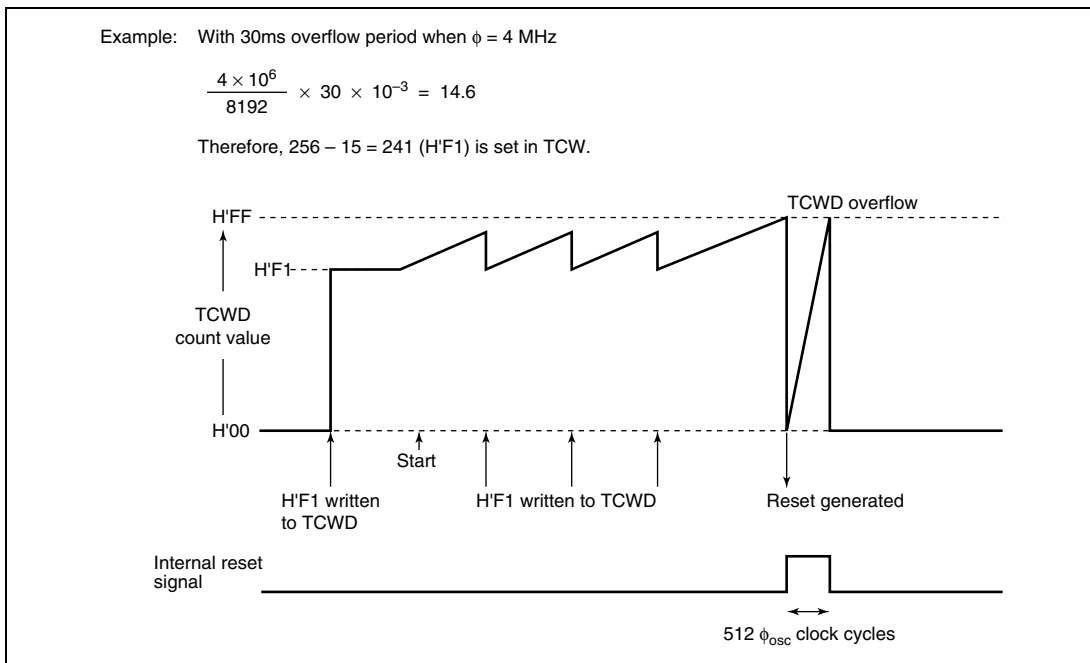 Example: With 30ms overflow period when ϕ = 4 MHz
4 × 10⁶
8192
× 30 × 10⁻³ = 14.6
Therefore, 256 – 15 = 241 (H'F1) is set in TCW.
TCWD overflow
H'FF
H'F1
TCWD
count value
H'00
Start
H'F1 written
to TCWD
H'F1 written to TCWD
Reset generated
Internal reset
signal
512 ϕosc clock cycles